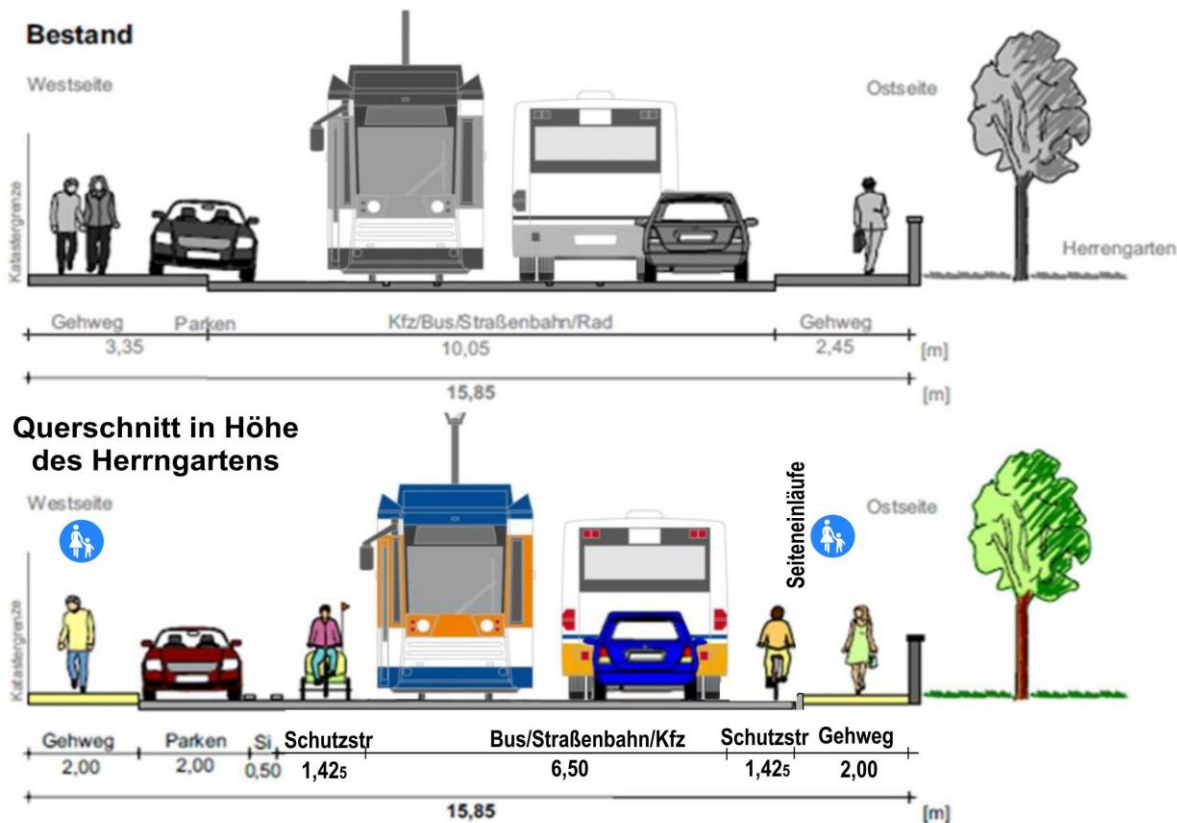 Bestand
Westseite
Ostseite
Katastergrenze
Herrengarten
Gehweg Parken Kfz/Bus/Straßenbahn/Rad Gehweg
3,35 10,05 2,45 [m]
15,85 [m]
Querschnitt in Höhe
des Herrngartens
Westseite
Seiteneinläufe
Ostseite
Katastergrenze
Gehweg Parken Si Schutzstr Bus/Straßenbahn/Kfz Schutzstr Gehweg
2,00 2,00 0,50 1,425 6,50 1,425 2,00
15,85 [m]